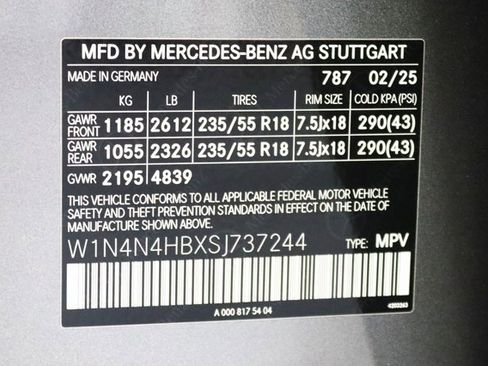 MFD BY MERCEDES-BENZ AG STUTTGART
MADE IN GERMANY 787 02/25
KG LB TIRES RIM SIZE COLD KPA (PSI)
GAWR FRONT 1185 2612 235/55 R18 7.5Jx18 290(43)
GAWR REAR 1055 2326 235/55 R18 7.5Jx18 290(43)
GVWR 2195 4839
THIS VEHICLE CONFORMS TO ALL APPLICABLE FEDERAL MOTOR VEHICLE
SAFETY AND THEFT PREVENTION STANDARDS IN EFFECT ON THE DATE OF
MANUFACTURE SHOWN ABOVE.
W1N4N4HBXSJ737244 TYPE: MPV
A 000 817 54 04